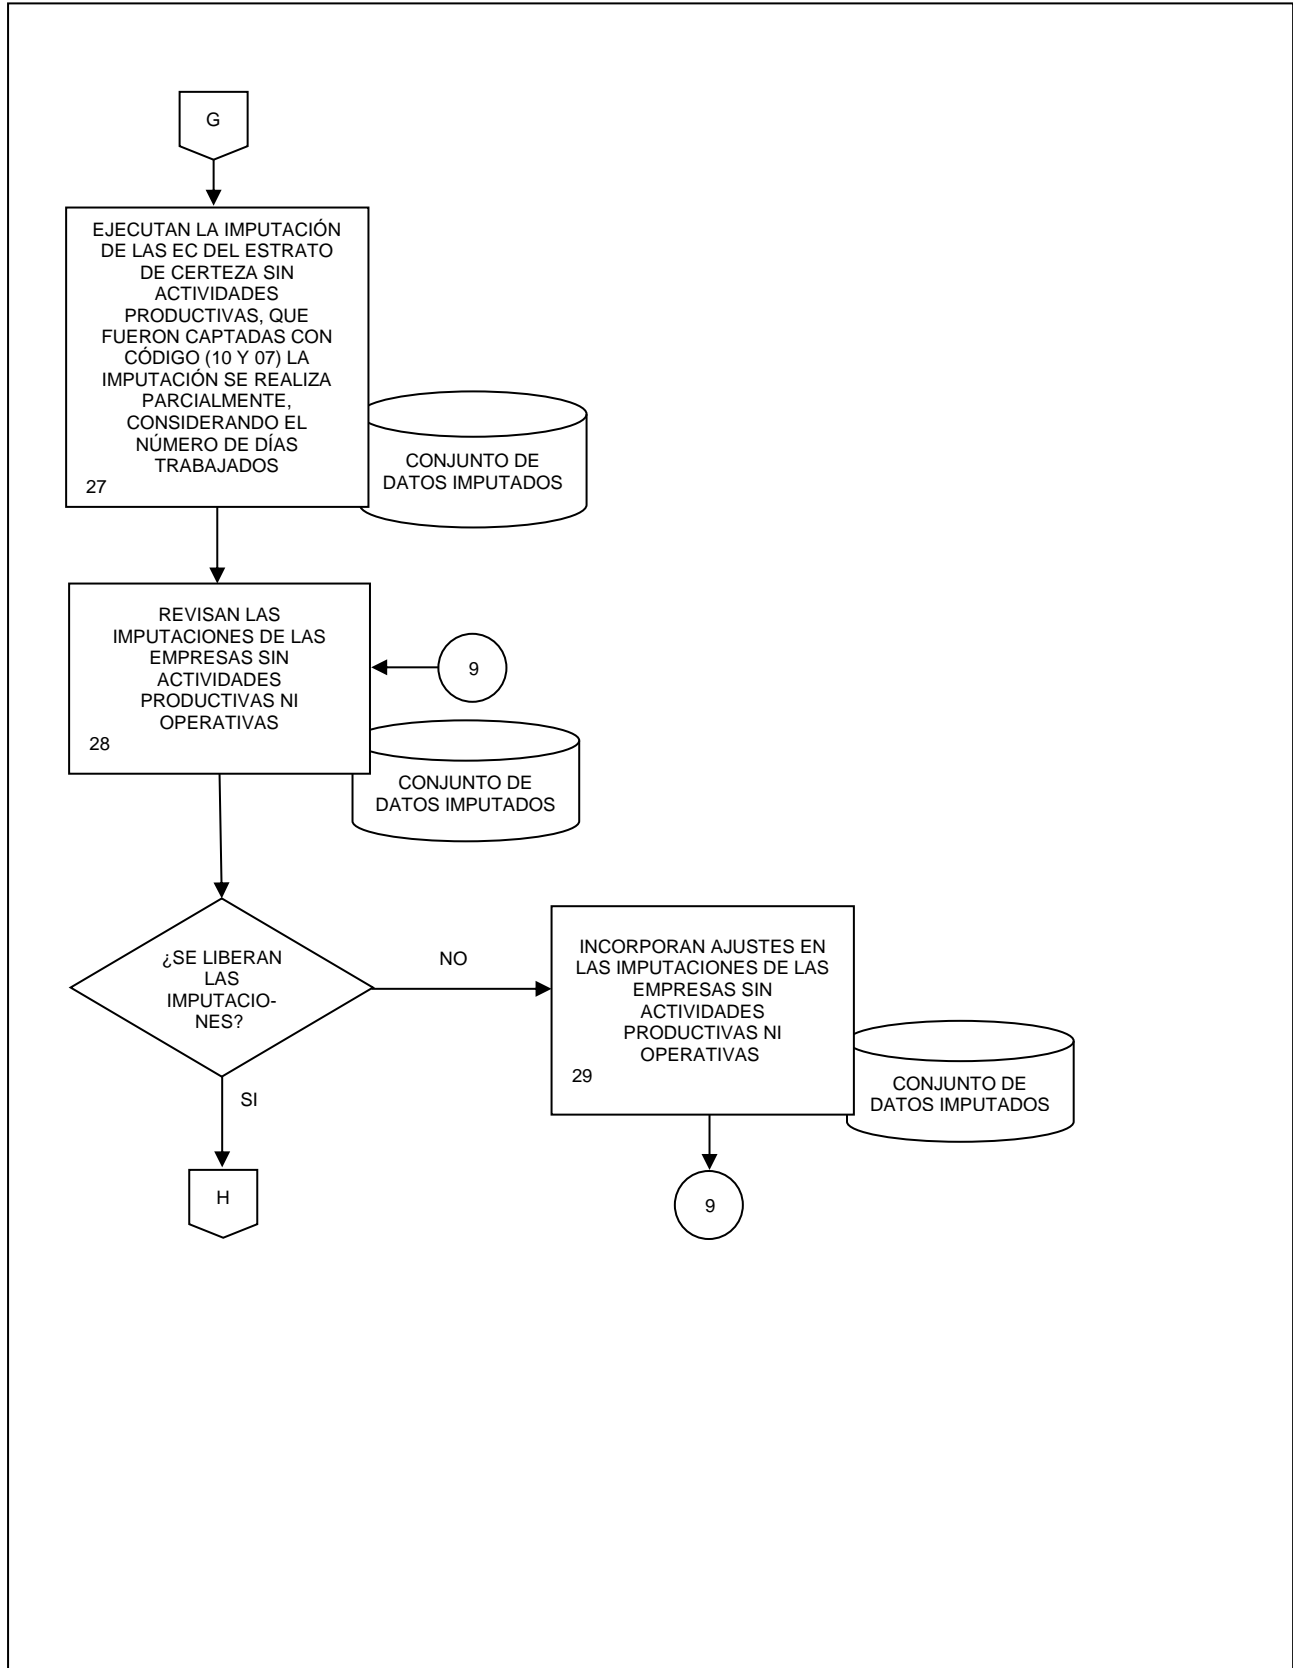 G
EJECUTAN LA IMPUTACIÓN
DE LAS EC DEL ESTRATO
DE CERTEZA SIN
ACTIVIDADES
PRODUCTIVAS, QUE
FUERON CAPTADAS CON
CÓDIGO (10 Y 07) LA
IMPUTACIÓN SE REALIZA
PARCIALMENTE,
CONSIDERANDO EL
NÚMERO DE DÍAS
TRABAJADOS
27
CONJUNTO DE
DATOS IMPUTADOS
REVISAN LAS
IMPUTACIONES DE LAS
EMPRESAS SIN
ACTIVIDADES
PRODUCTIVAS NI
OPERATIVAS
28
9
CONJUNTO DE
DATOS IMPUTADOS
¿SE LIBERAN
LAS
IMPUTACIO-
NES?
NO
SI
INCORPORAN AJUSTES EN
LAS IMPUTACIONES DE LAS
EMPRESAS SIN
ACTIVIDADES
PRODUCTIVAS NI
OPERATIVAS
29
CONJUNTO DE
DATOS IMPUTADOS
H
9